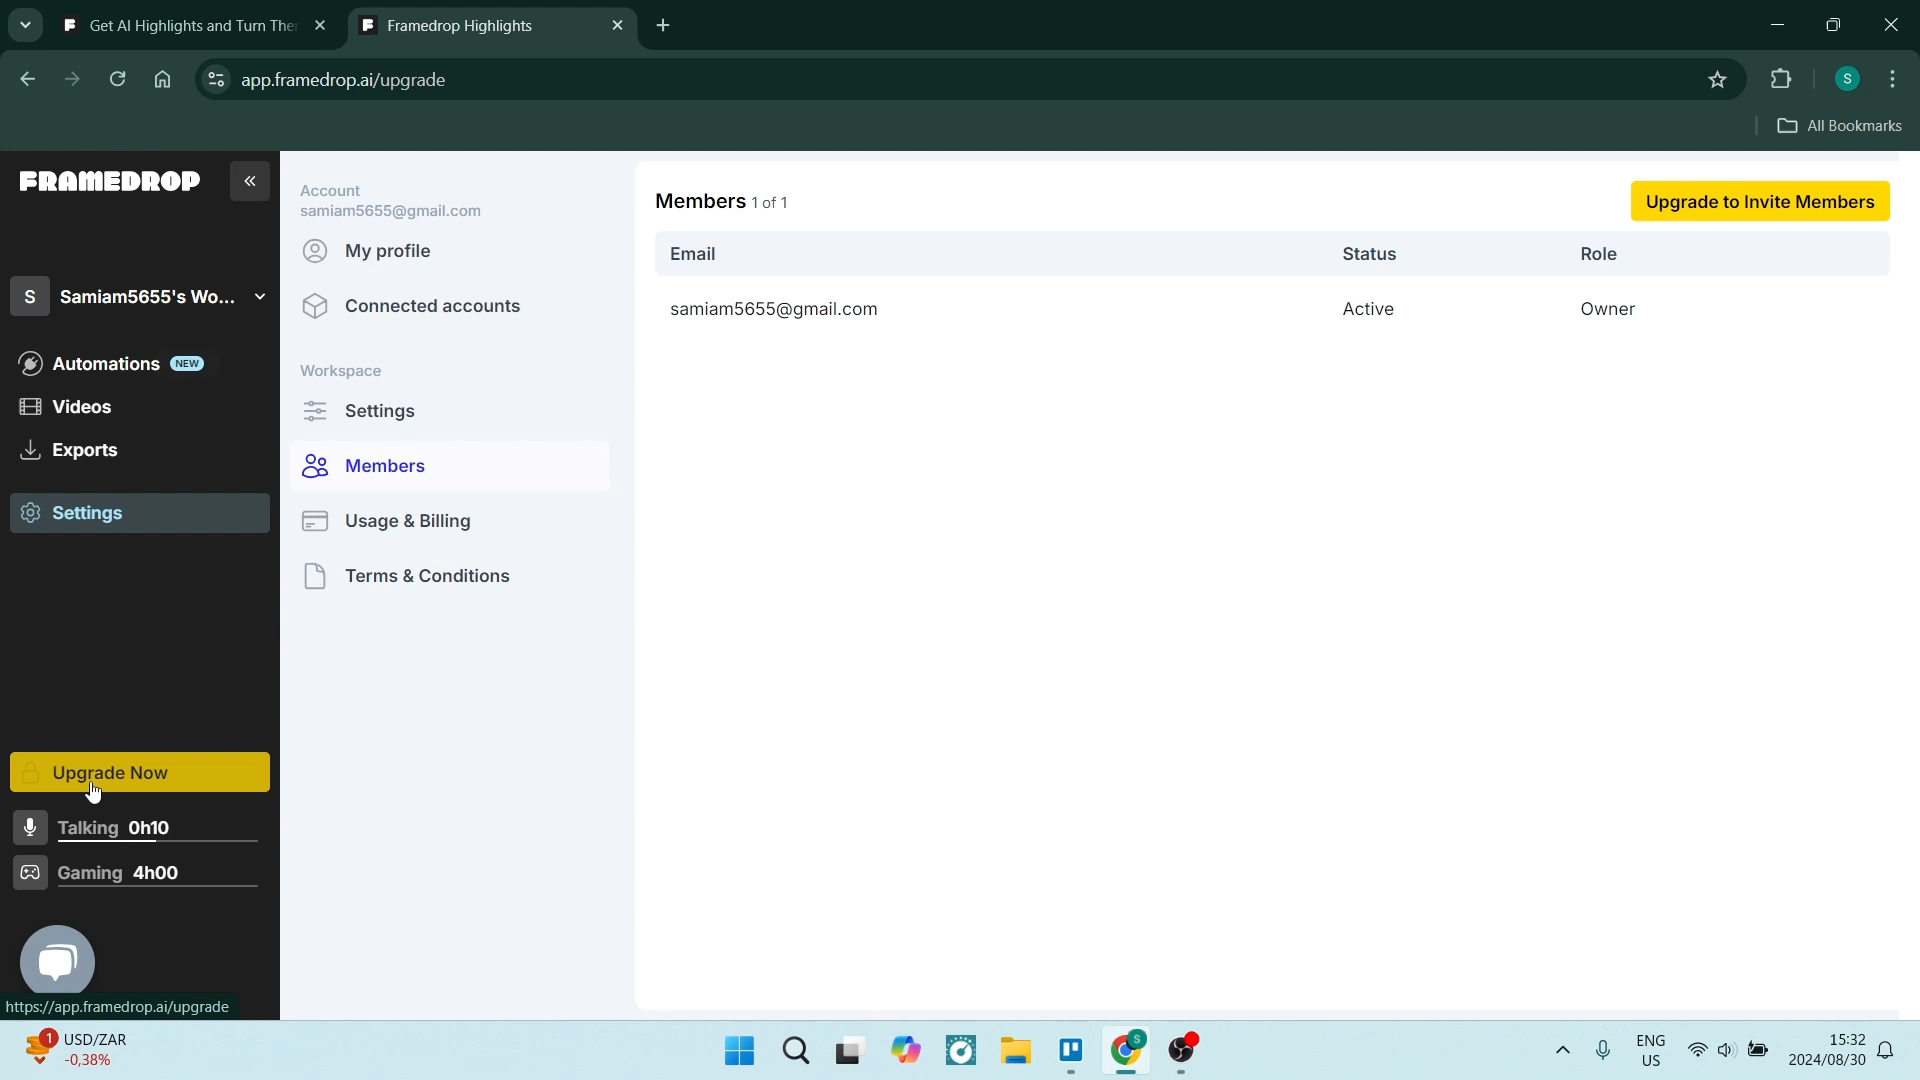 Get AI Highlights and Turn Ther
Framedrop Highlights
app.framedrop.ai/upgrade
S
All Bookmarks
FRAMEDROP
S Samiam5655's Wo...
Automations NEW
Videos
Exports
Settings
Upgrade Now
Talking 0h10
Gaming 4h00
https://app.framedrop.ai/upgrade
Account
samiam5655@gmail.com
My profile
Connected accounts
Workspace
Settings
Members
Usage & Billing
Terms & Conditions
Members 1 of 1
Upgrade to Invite Members
Email Status Role
samiam5655@gmail.com Active Owner
1
USD/ZAR
-0,38%
S
ENG
US
15:32
2024/08/30